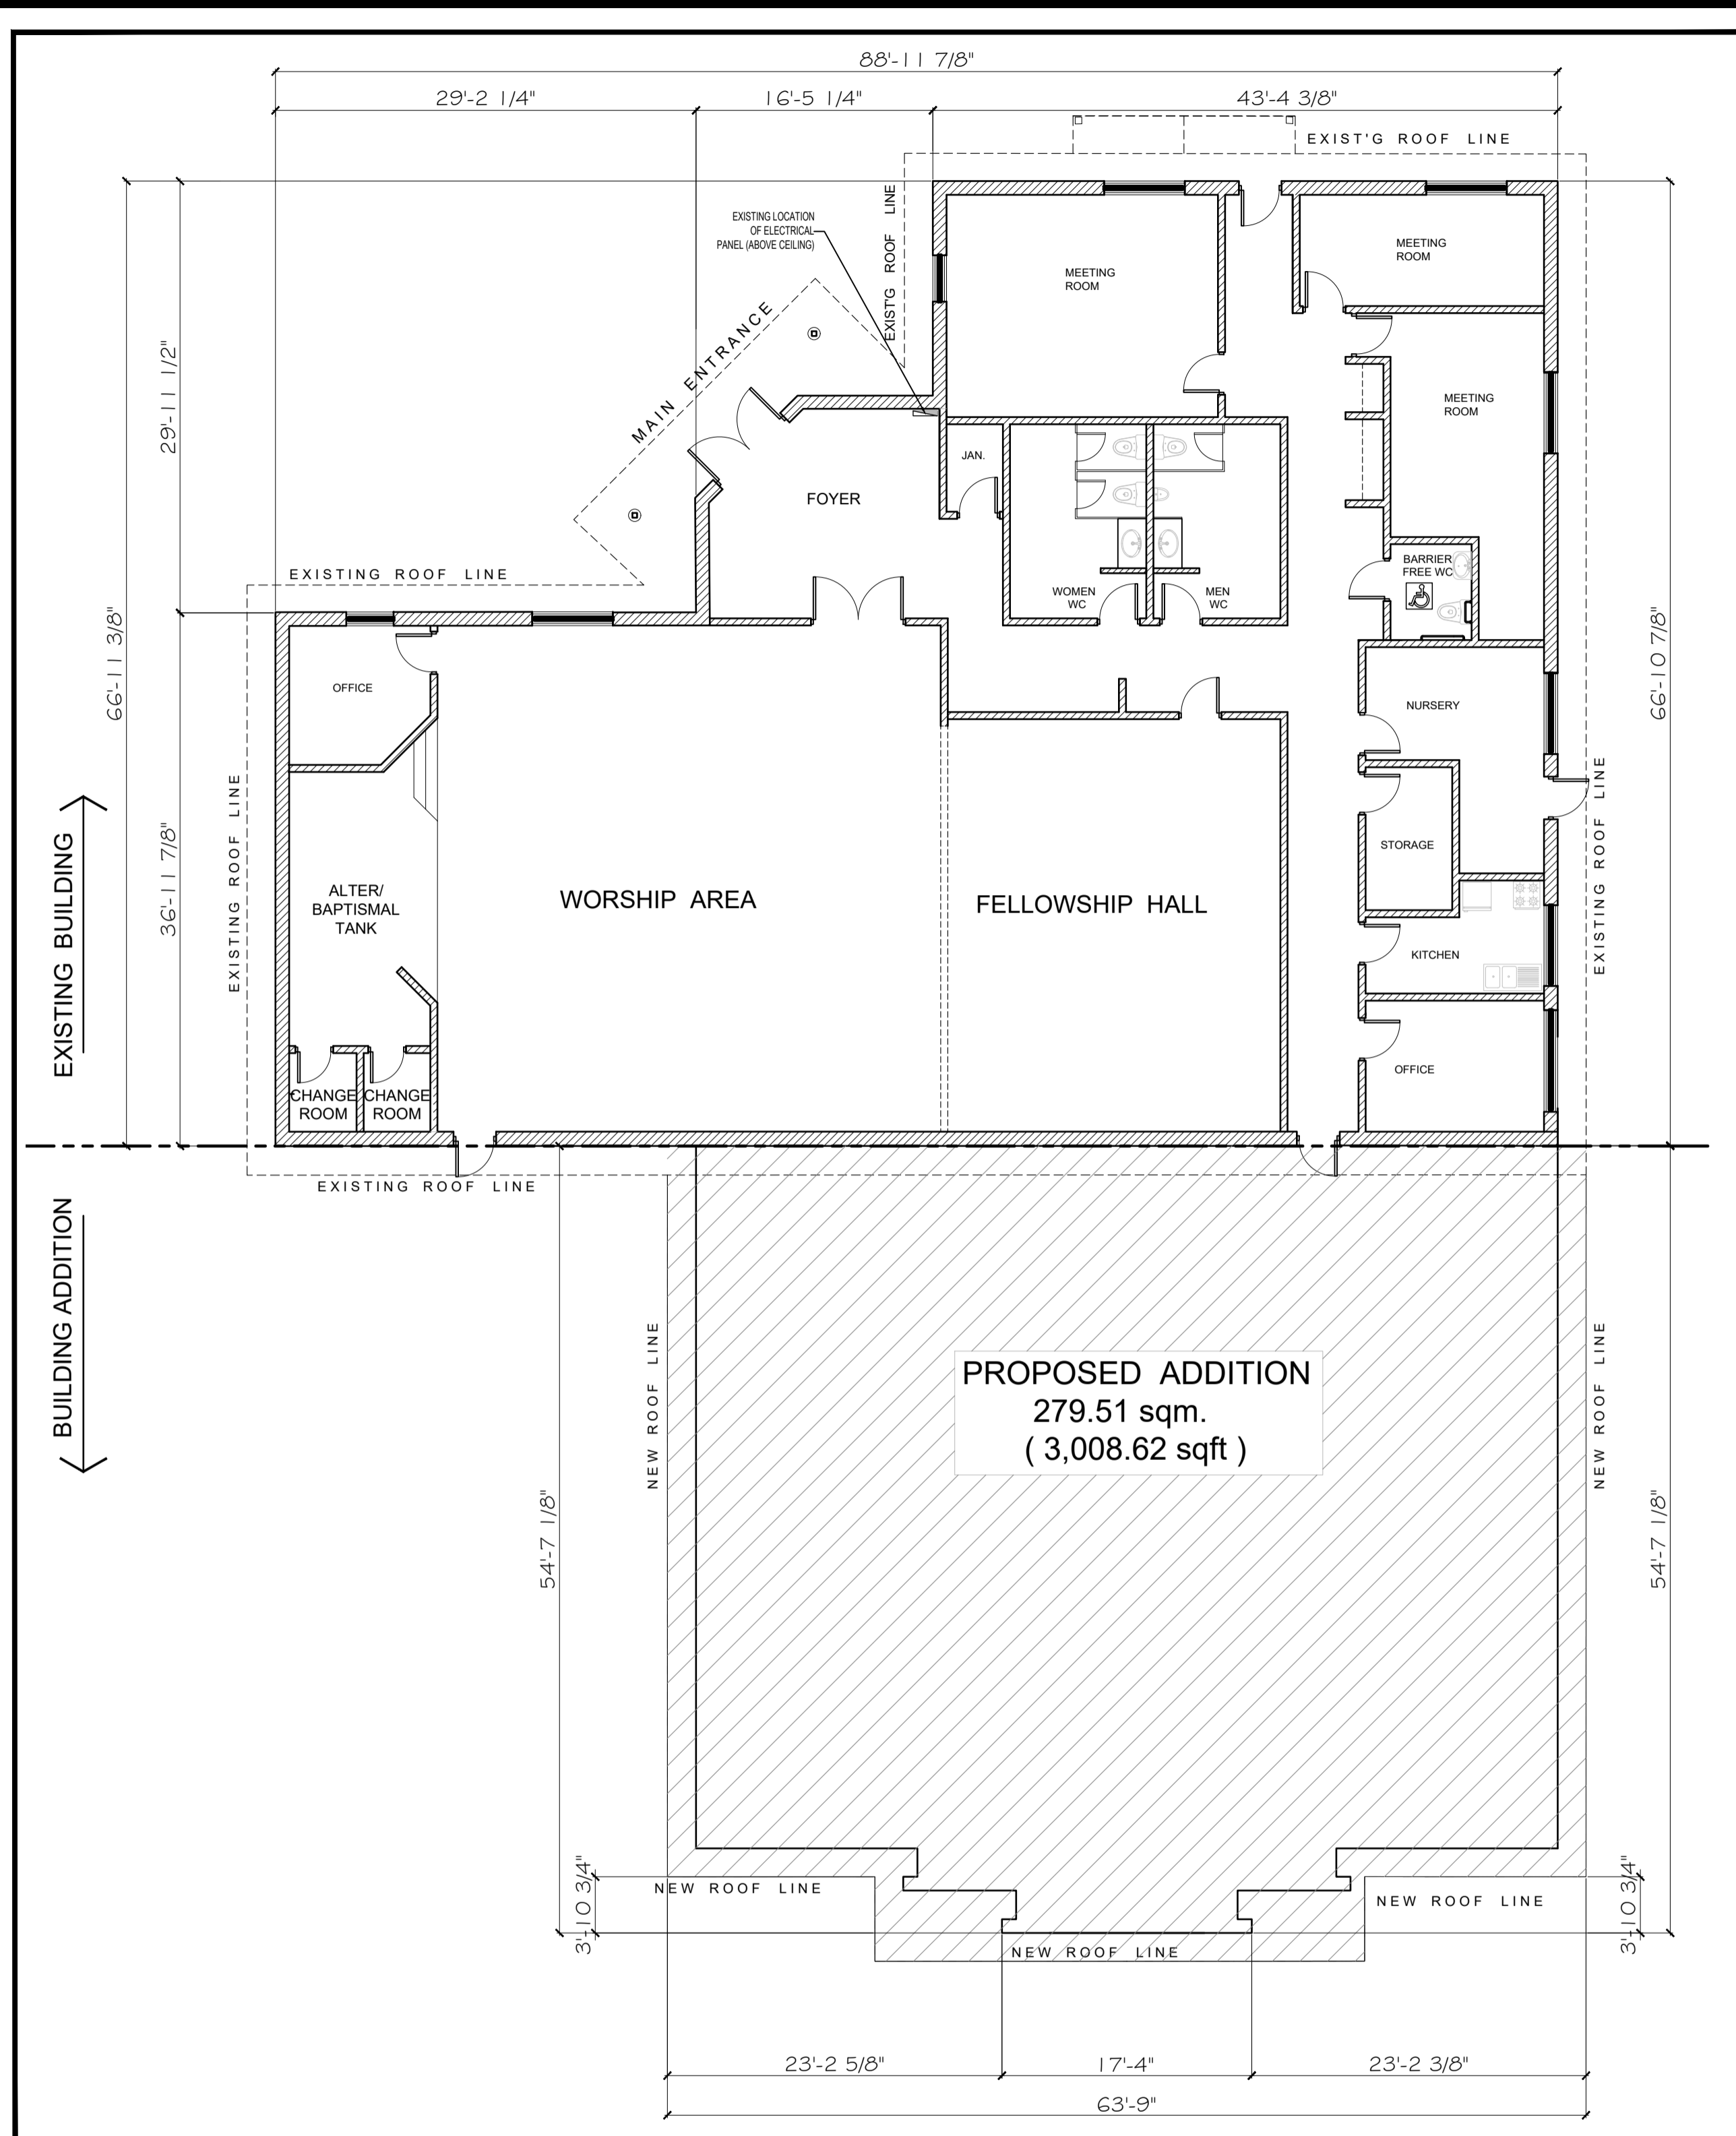 88'-11 7/8"
29'-2 1/4"
16'-5 1/4"
43'-4 3/8"
EXIST'G ROOF LINE
EXISTING LOCATION
OF ELECTRICAL
PANEL (ABOVE CEILING)
EXIST'G ROOF LINE
MEETING
ROOM
MEETING
ROOM
MAIN ENTRANCE
29'-11 1/2"
MEETING
ROOM
JAN.
FOYER
EXISTING ROOF LINE
BARRIER
FREE WC
WOMEN
WC
MEN
WC
66'-11 3/8"
66'-10 7/8"
OFFICE
NURSERY
EXISTING ROOF LINE
EXISTING ROOF LINE
STORAGE
36'-11 7/8"
EXISTING BUILDING
ALTER/
BAPTISMAL
TANK
WORSHIP AREA
FELLOWSHIP HALL
KITCHEN
OFFICE
CHANGE
ROOM
CHANGE
ROOM
EXISTING ROOF LINE
BUILDING ADDITION
NEW ROOF LINE
NEW ROOF LINE
PROPOSED ADDITION
279.51 sqm.
( 3,008.62 sqft )
54'-7 1/8"
54'-7 1/8"
3'-10 3/4"
3'-10 3/4"
NEW ROOF LINE
NEW ROOF LINE
NEW ROOF LINE
23'-2 5/8"
17'-4"
23'-2 3/8"
63'-9"